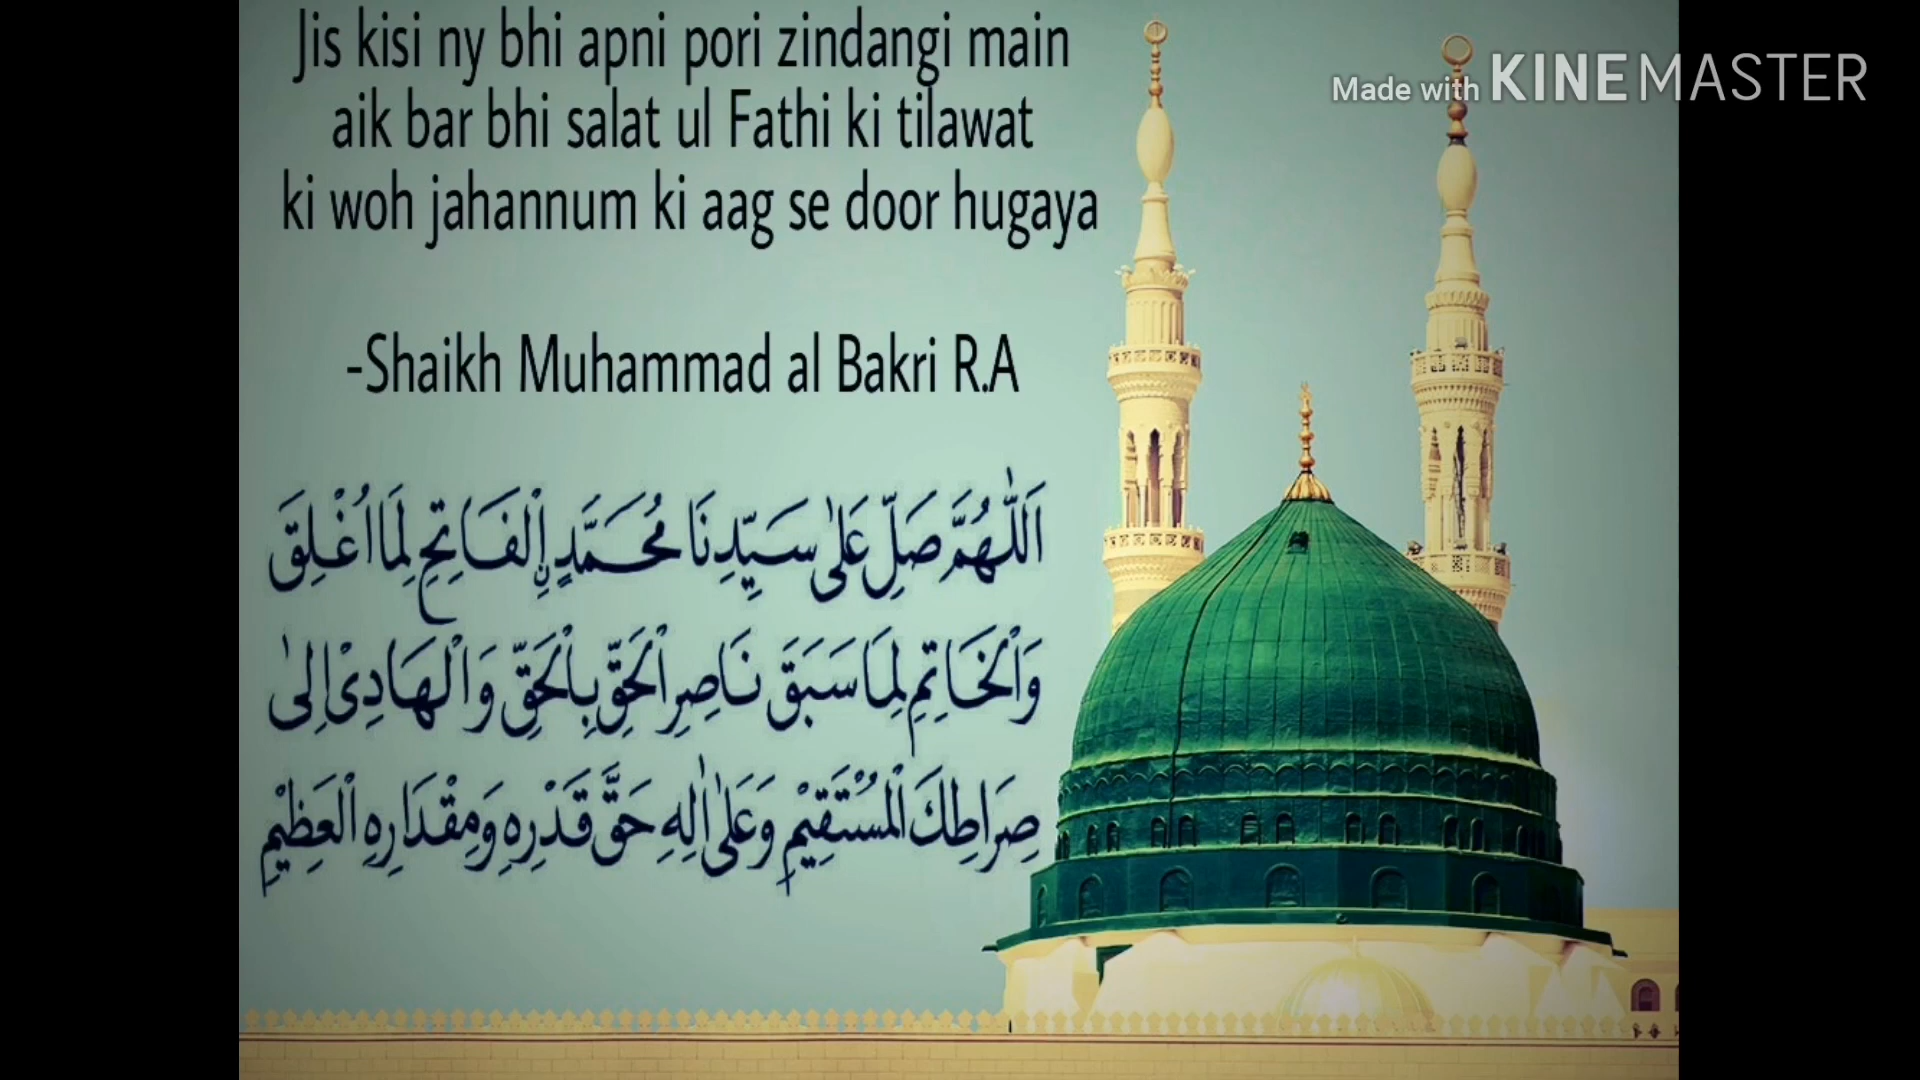 Jis kisi ny bhi apni pori zindangi main
aik bar bhi salat ul Fathi ki tilawat
ki woh jahannum ki aag se door hugaya
Made with KINEMASTER
-Shaikh Muhammad al Bakri R.A
اَللّٰهُمَّ صَلِّ عَلٰى سَيِّدِنَا مُحَمَّدٍ اِ۟لْفَاتِحِ لِمَا اُغْلِقَ
وَالْخَاتِمِ لِمَا سَبَقَ نَاصِرِ الْحَقِّ بِالْحَقِّ وَالْهَادِىْ اِلىٰ
صِرَاطِكَ الْمُسْتَقِيْمِ وَعَلىٰ اٰلِهِ حَقَّ قَدْرِهٖ وَمِقْدَارِهِ الْعَظِيْمِ